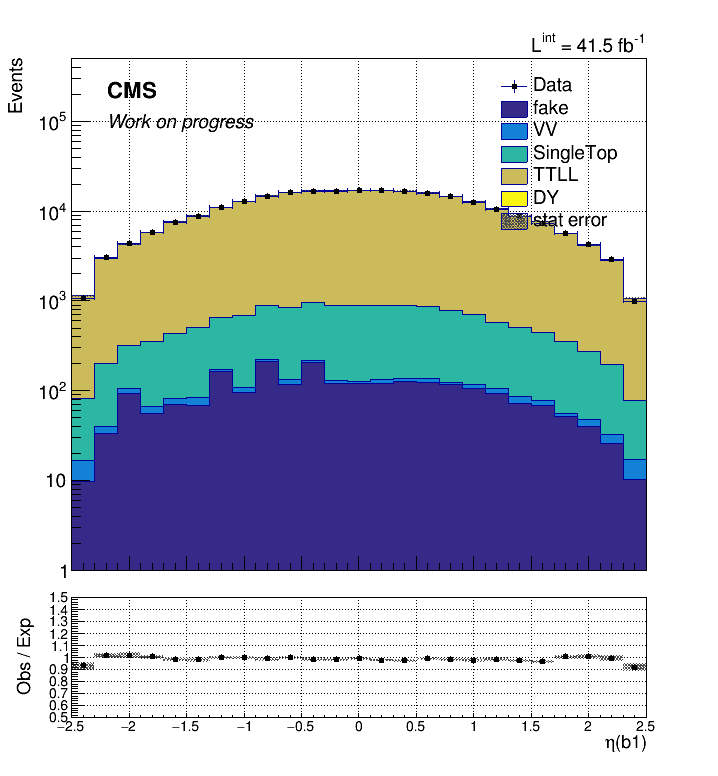 L^int = 41.5 fb^-1
Events
CMS
Work on progress
Data
fake
VV
SingleTop
TTLL
DY
stat error
10^5
10^4
10^3
10^2
10
1
Obs / Exp
1.5
1.4
1.3
1.2
1.1
1
0.9
0.8
0.7
0.6
0.5
−2.5 −2 −1.5 −1 −0.5 0 0.5 1 1.5 2 2.5
η(b1)